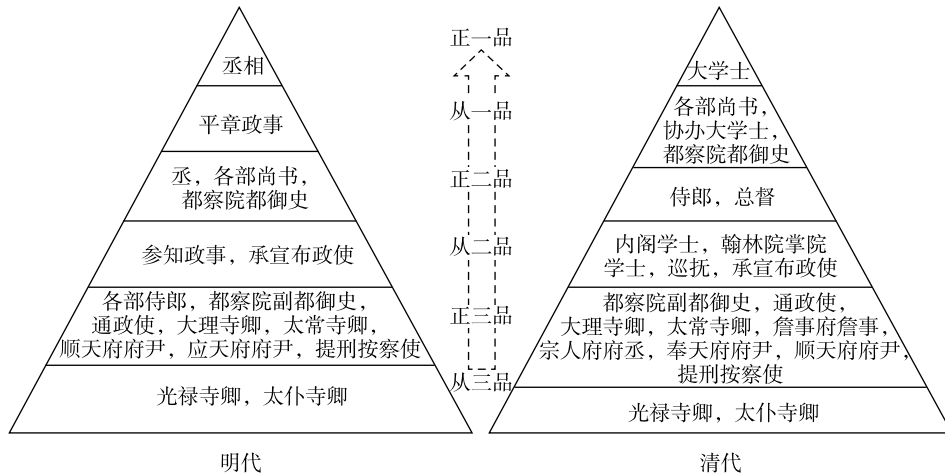 丞相
平章政事
丞，各部尚书，
都察院都御史
参知政事，承宣布政使
各部侍郎，都察院副都御史，
通政使，大理寺卿，太常寺卿，
顺天府府尹，应天府府尹，提刑按察使
光禄寺卿，太仆寺卿
明代
正一品
从一品
正二品
从二品
正三品
从三品
大学士
各部尚书，
协办大学士，
都察院都御史
侍郎，总督
内阁学士，翰林院掌院
学士，巡抚，承宣布政使
都察院副都御史，通政使，
大理寺卿，太常寺卿，詹事府詹事，
宗人府府丞，奉天府府尹，顺天府府尹，
提刑按察使
光禄寺卿，太仆寺卿
清代